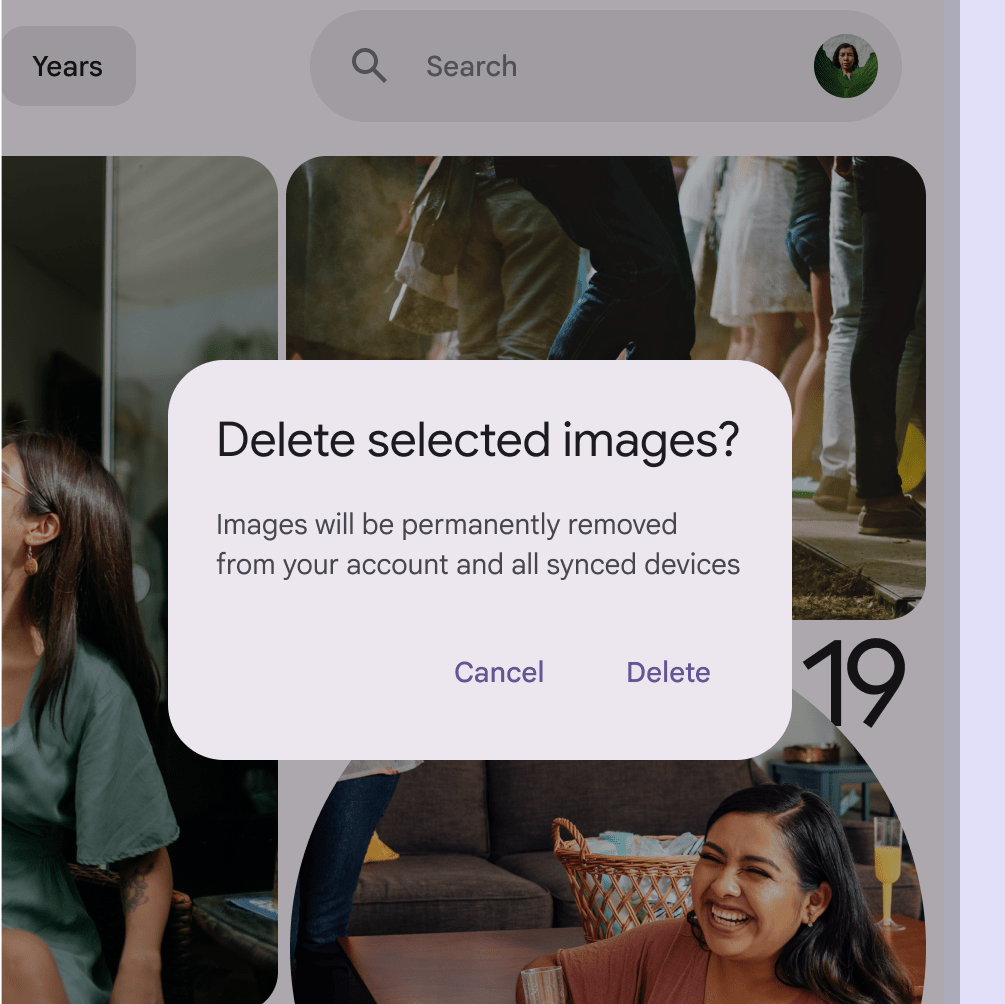 Years
Search
Delete selected images?
Images will be permanently removed
from your account and all synced devices
Cancel
Delete
19